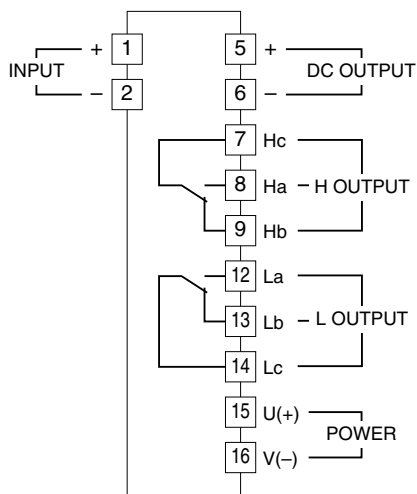 + 1
INPUT
− 2
5 + 
DC OUTPUT
6 −
7 Hc
8 Ha H OUTPUT
9 Hb
12 La
13 Lb L OUTPUT
14 Lc
15 U(+)
POWER
16 V(−)